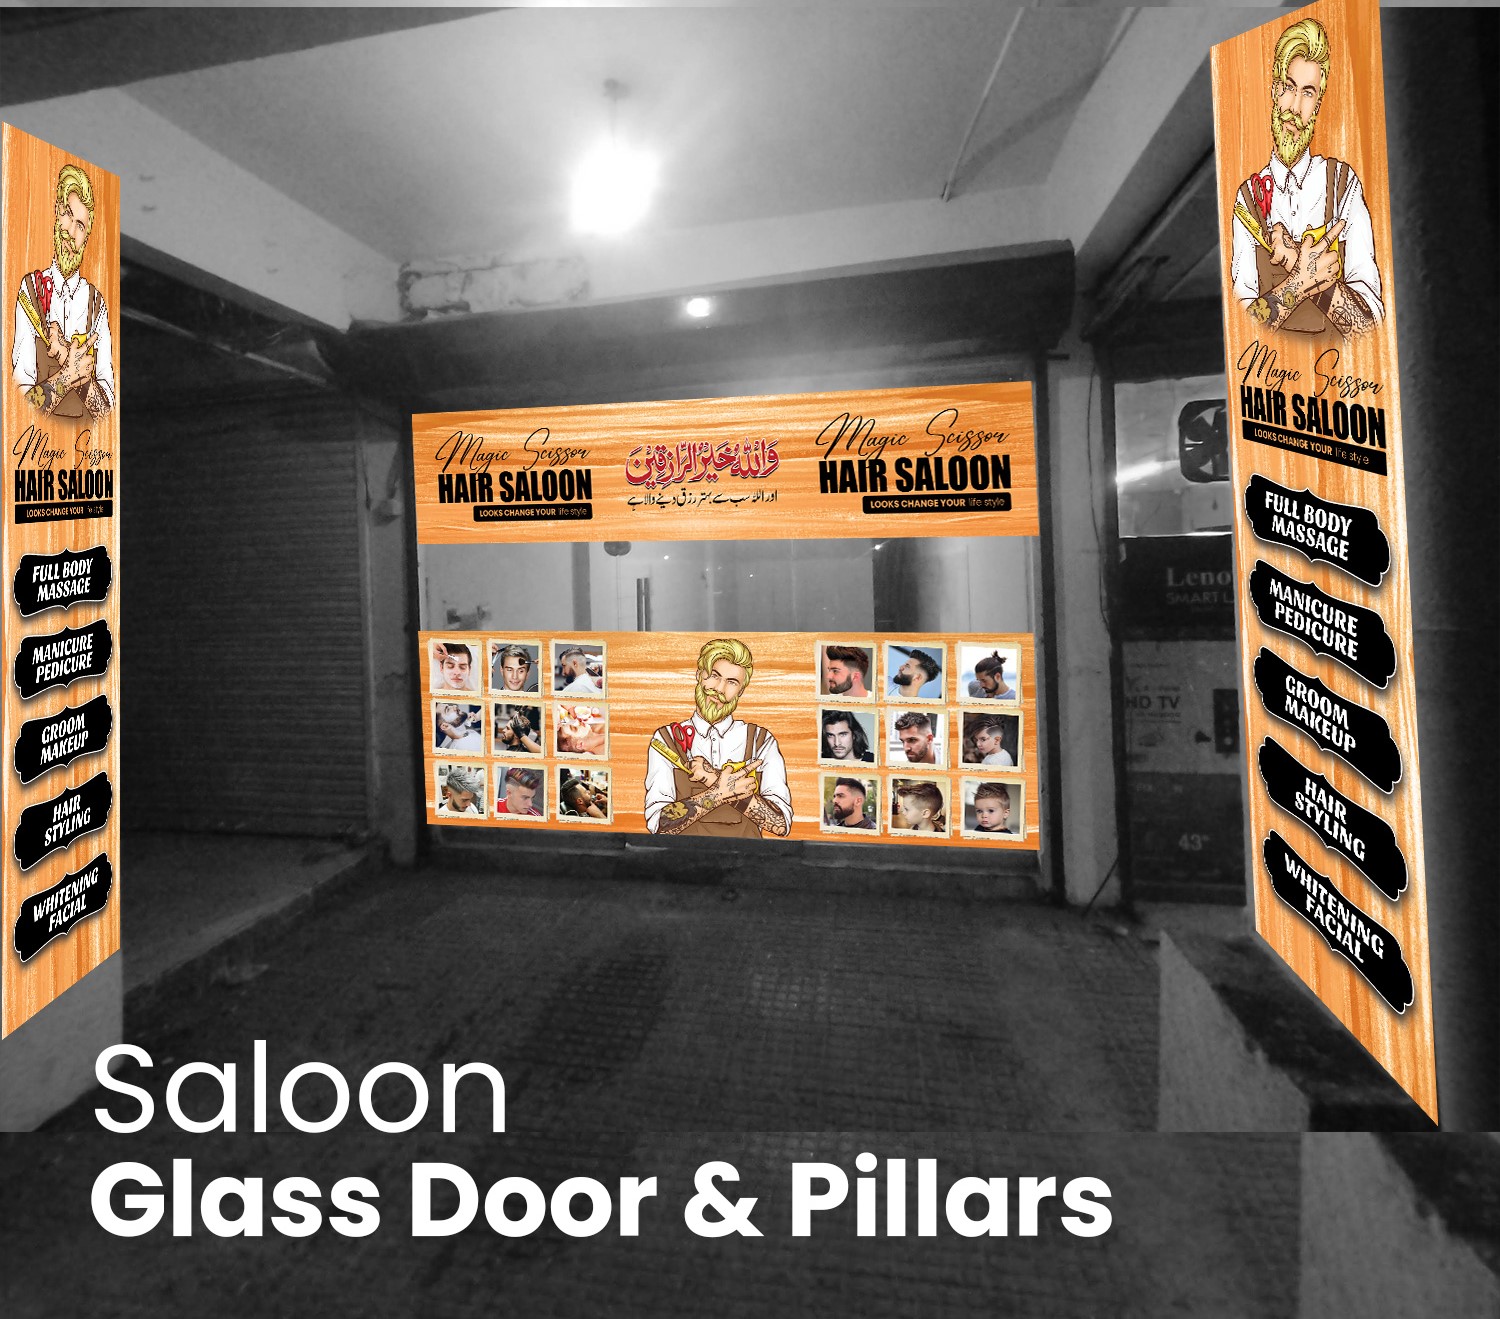 Magic Scissor
HAIR SALOON
LOOKS CHANGE YOUR life style
FULL BODY
MASSAGE
MANICURE
PEDICURE
GROOM
MAKEUP
HAIR
STYLING
WHITENING
FACIAL
Magic Scissor
HAIR SALOON
LOOKS CHANGE YOUR life style
وَاللّٰهُ خَيْرُ الرَّازِقِيْنَ
اور اللہ سب سے بہتر رزق دینے والا ہے
Magic Scissor
HAIR SALOON
LOOKS CHANGE YOUR life style
Magic Scissor
HAIR SALOON
LOOKS CHANGE YOUR life style
FULL BODY
MASSAGE
MANICURE
PEDICURE
GROOM
MAKEUP
HAIR
STYLING
WHITENING
FACIAL
SMART
TV
43"
Saloon
Glass Door & Pillars